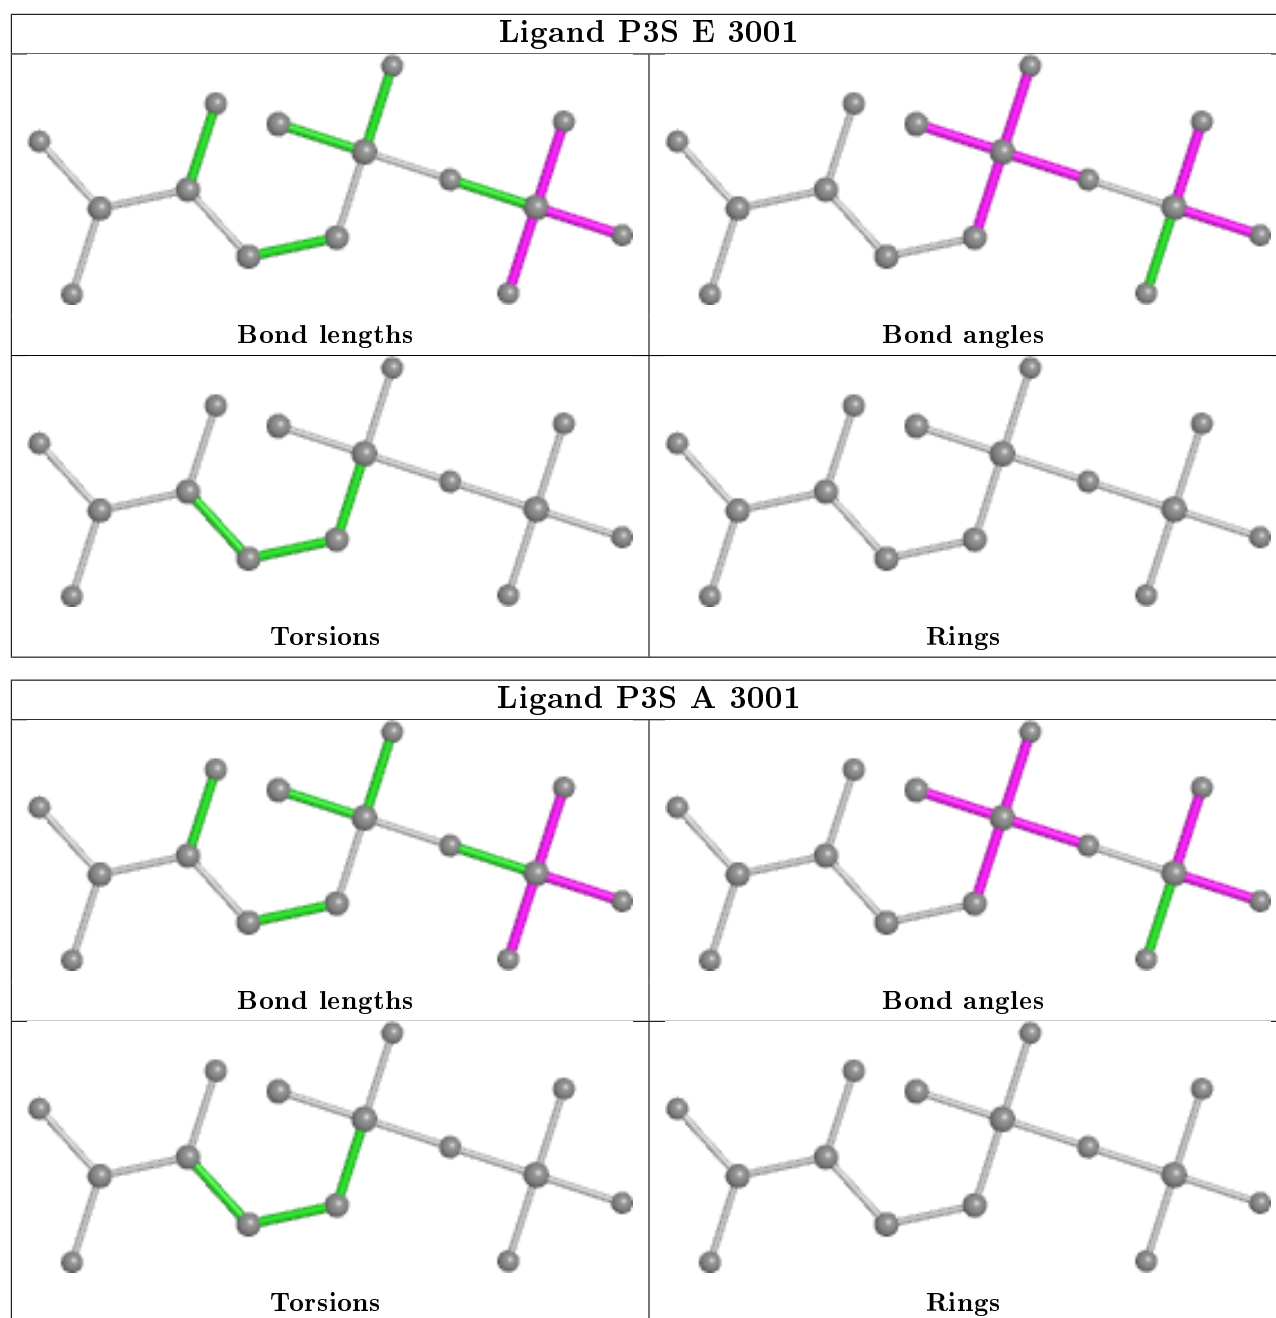 Ligand P3S E 3001
Bond lengths
Bond angles
Torsions
Rings
Ligand P3S A 3001
Bond lengths
Bond angles
Torsions
Rings